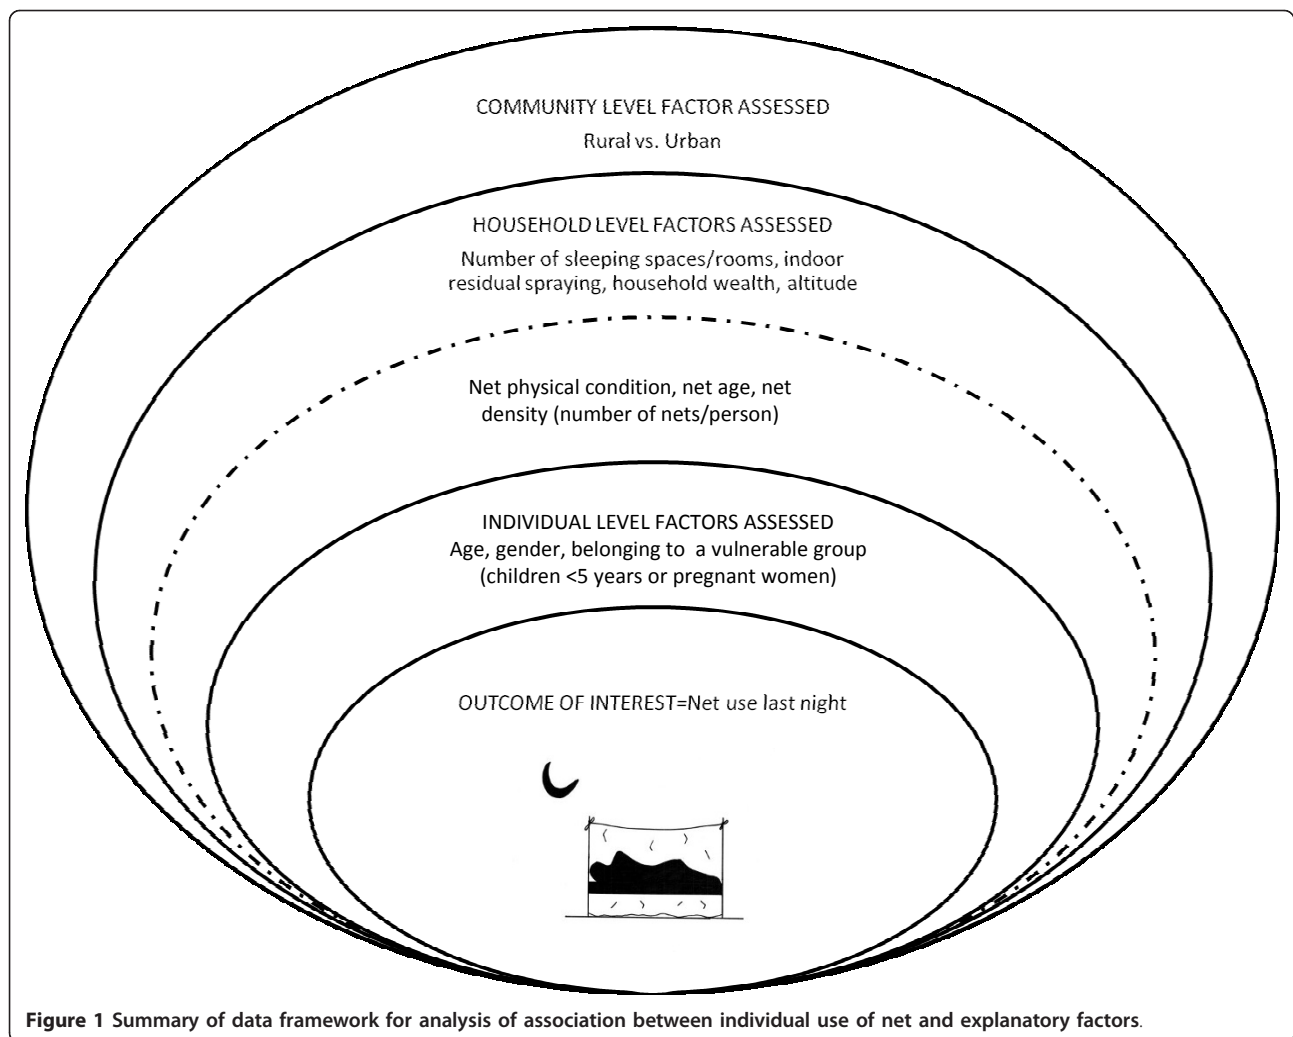 COMMUNITY LEVEL FACTOR ASSESSED
Rural vs. Urban
HOUSEHOLD LEVEL FACTORS ASSESSED
Number of sleeping spaces/rooms, indoor
residual spraying, household wealth, altitude
Net physical condition, net age, net
density (number of nets/person)
INDIVIDUAL LEVEL FACTORS ASSESSED
Age, gender, belonging to a vulnerable group
(children <5 years or pregnant women)
OUTCOME OF INTEREST=Net use last night
Figure 1 Summary of data framework for analysis of association between individual use of net and explanatory factors.